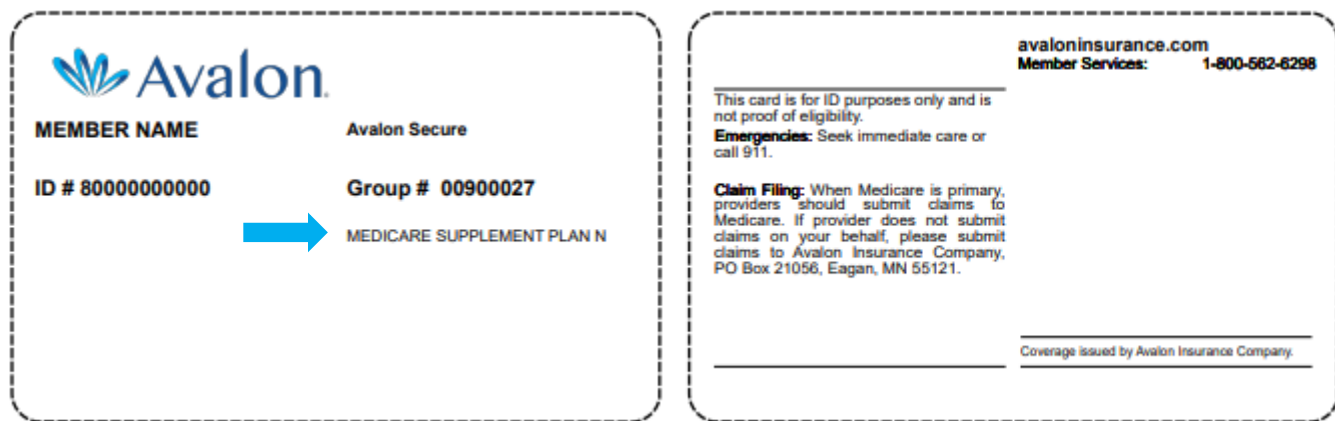 Avalon
MEMBER NAME
Avalon Secure
ID # 80000000000
Group # 00900027
MEDICARE SUPPLEMENT PLAN N
avaloninsurance.com
Member Services: 1-800-562-6298
This card is for ID purposes only and is
not proof of eligibility.
Emergencies: Seek immediate care or
call 911.
Claim Filing: When Medicare is primary,
providers should submit claims to
Medicare. If provider does not submit
claims on your behalf, please submit
claims to Avalon Insurance Company,
PO Box 21056, Eagan, MN 55121.
Coverage issued by Avalon Insurance Company.